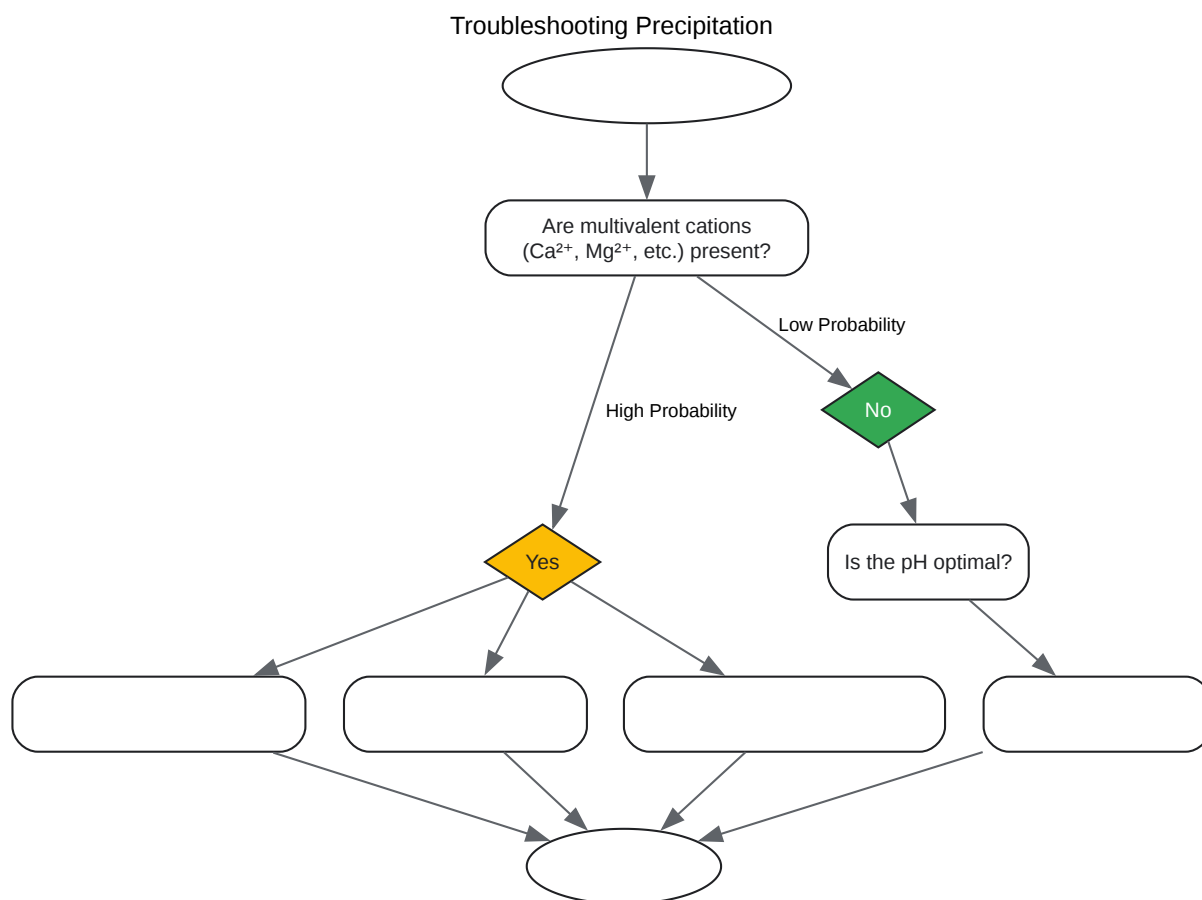 Troubleshooting Precipitation
Are multivalent cations
(Ca²⁺, Mg²⁺, etc.) present?
Low Probability
High Probability
No
Yes
Is the pH optimal?